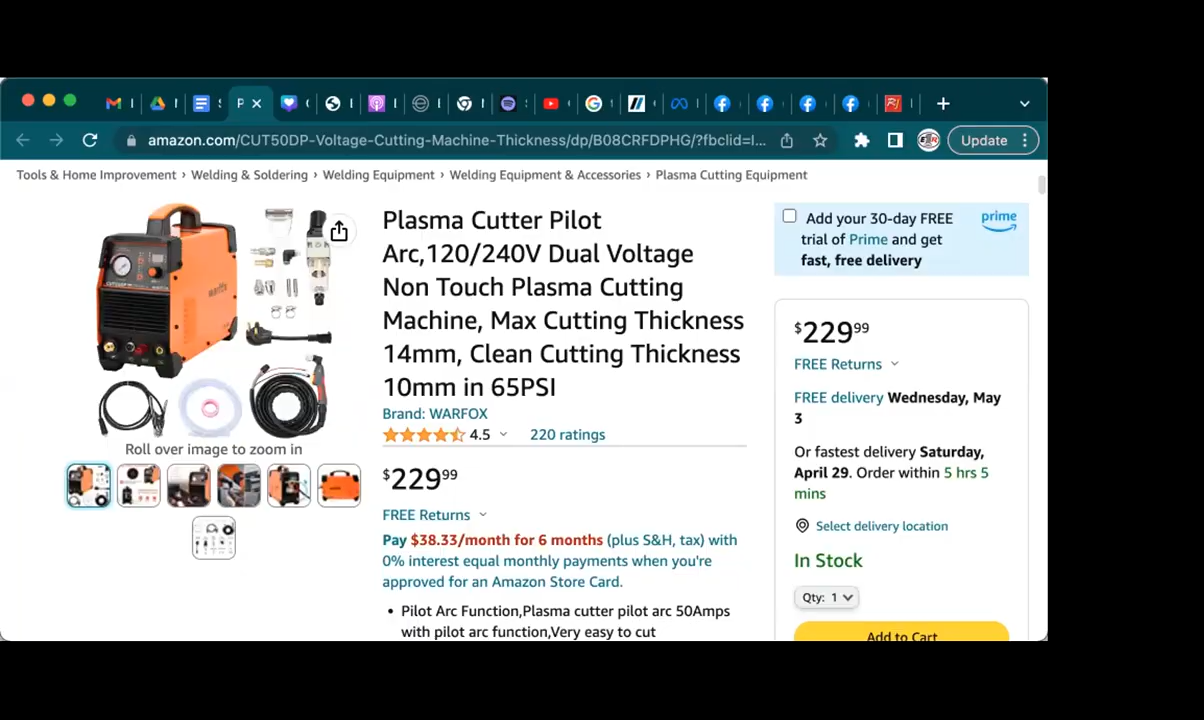 amazon.com/CUT50DP-Voltage-Cutting-Machine-Thickness/dp/B08CRFDPHG/?fbclid=I...
Update
Tools & Home Improvement › Welding & Soldering › Welding Equipment › Welding Equipment & Accessories › Plasma Cutting Equipment
Plasma Cutter Pilot
Arc,120/240V Dual Voltage
Non Touch Plasma Cutting
Machine, Max Cutting Thickness
14mm, Clean Cutting Thickness
10mm in 65PSI
Brand: WARFOX
4.5
220 ratings
$229.99
FREE Returns
Pay $38.33/month for 6 months (plus S&H, tax) with
0% interest equal monthly payments when you're
approved for an Amazon Store Card.
• Pilot Arc Function,Plasma cutter pilot arc 50Amps
with pilot arc function,Very easy to cut
Roll over image to zoom in
Add your 30-day FREE
trial of Prime and get
fast, free delivery
prime
$229.99
FREE Returns
FREE delivery Wednesday, May
3
Or fastest delivery Saturday,
April 29. Order within 5 hrs 5
mins
Select delivery location
In Stock
Qty: 1
Add to Cart